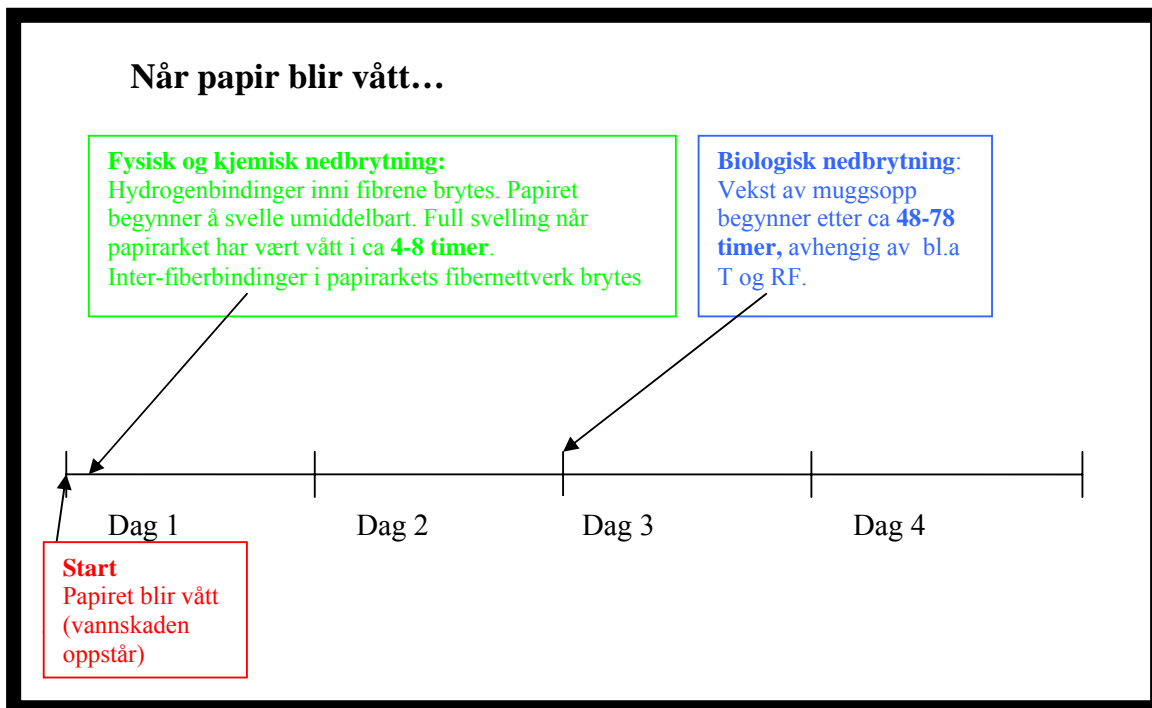 Når papir blir vått…
Fysisk og kjemisk nedbrytning:
Hydrogenbindinger inni fibrene brytes. Papiret
begynner å svelle umiddelbart. Full svelling når
papirarket har vært vått i ca 4-8 timer.
Inter-fiberbindinger i papirarkets fibernettverk brytes
Biologisk nedbrytning:
Vekst av muggsopp
begynner etter ca 48-78
timer, avhengig av bl.a
T og RF.
Dag 1
Dag 2
Dag 3
Dag 4
Start
Papiret blir vått
(vannskaden
oppstår)